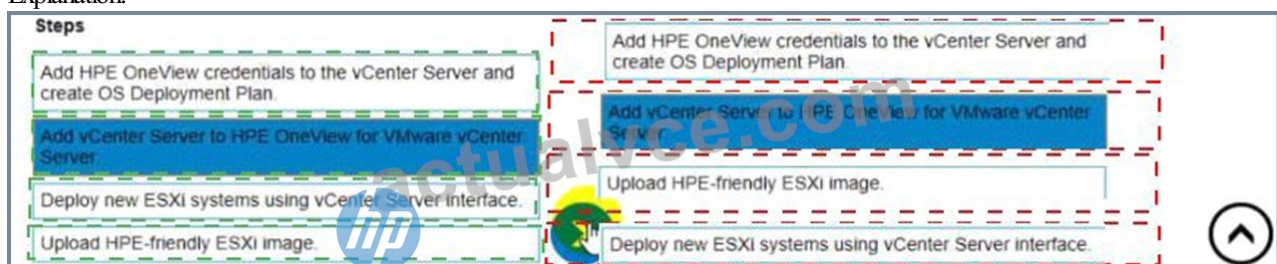 Explanation:
Steps
Add HPE OneView credentials to the vCenter Server and
create OS Deployment Plan.
Add vCenter Server to HPE OneView for VMware vCenter
Server.
Deploy new ESXi systems using vCenter Server interface.
Upload HPE-friendly ESXi image.
Add HPE OneView credentials to the vCenter Server and
create OS Deployment Plan.
Add vCenter Server to HPE OneView for VMware vCenter
Server.
Upload HPE-friendly ESXi image.
Deploy new ESXi systems using vCenter Server interface.
actualvce.com
hp